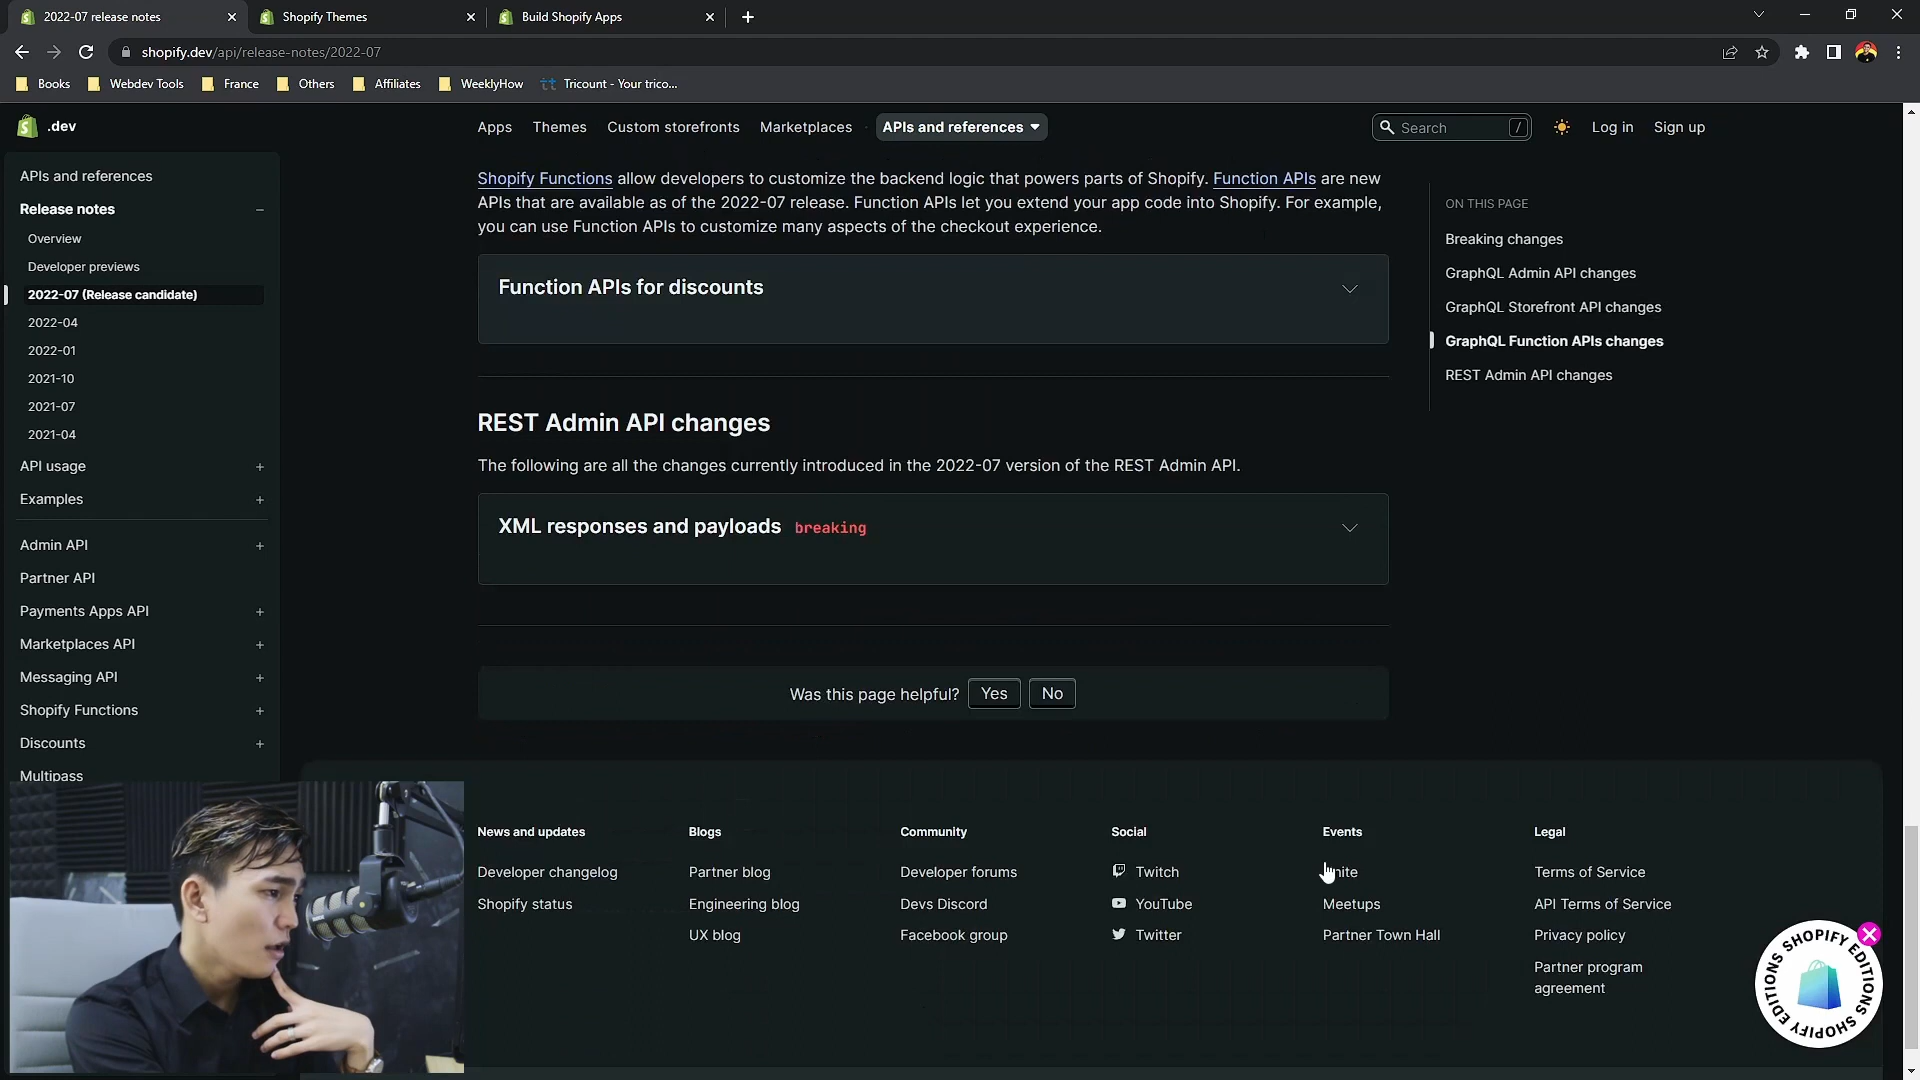 2022-07 release notes
Shopify Themes
Build Shopify Apps
shopify.dev/api/release-notes/2022-07
Books
Webdev Tools
France
Others
Affiliates
WeeklyHow
Tricount - Your trico...
.dev
Apps
Themes
Custom storefronts
Marketplaces
APIs and references
Search
/
Log in
Sign up
APIs and references
Release notes
Overview
Developer previews
2022-07 (Release candidate)
2022-04
2022-01
2021-10
2021-07
2021-04
API usage
Examples
Admin API
Partner API
Payments Apps API
Marketplaces API
Messaging API
Shopify Functions
Discounts
Multipass
Shopify Functions allow developers to customize the backend logic that powers parts of Shopify. Function APIs are new
APIs that are available as of the 2022-07 release. Function APIs let you extend your app code into Shopify. For example,
you can use Function APIs to customize many aspects of the checkout experience.
Function APIs for discounts
REST Admin API changes
The following are all the changes currently introduced in the 2022-07 version of the REST Admin API.
XML responses and payloads breaking
Was this page helpful?
Yes
No
ON THIS PAGE
Breaking changes
GraphQL Admin API changes
GraphQL Storefront API changes
GraphQL Function APIs changes
REST Admin API changes
News and updates
Developer changelog
Shopify status
Blogs
Partner blog
Engineering blog
UX blog
Community
Developer forums
Devs Discord
Facebook group
Social
Twitch
YouTube
Twitter
Events
Meetups
Partner Town Hall
Legal
Terms of Service
API Terms of Service
Privacy policy
Partner program
agreement
SHOPIFY EDITIONS SHOPIFY EDITIONS